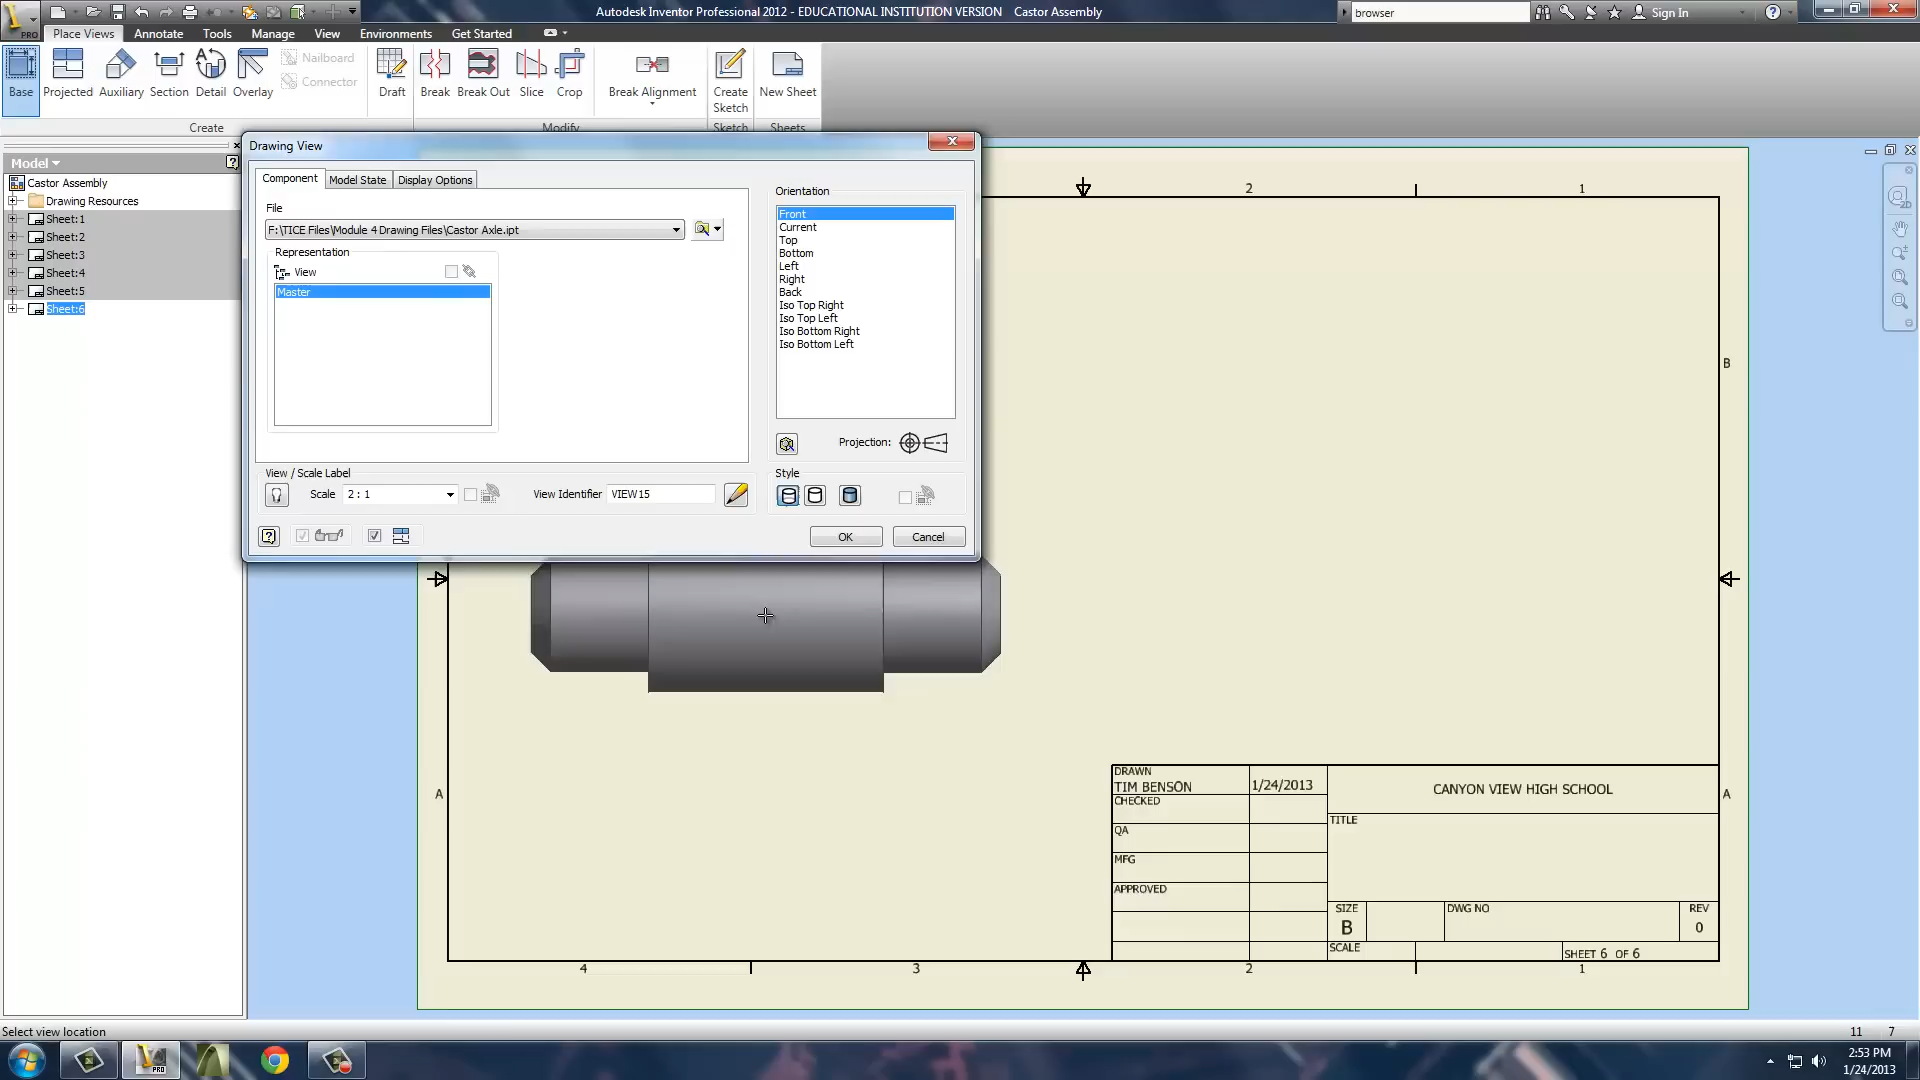 Autodesk Inventor Professional 2012 - EDUCATIONAL INSTITUTION VERSION Castor Assembly
browser
Sign In
PRO
Place Views Annotate Tools Manage View Environments Get Started
Base Projected Auxiliary Section Detail Overlay
Nailboard
Connector
Draft Break Break Out Slice Crop Break Alignment Create Sketch New Sheet
Create Modify Sketch Sheets
Model
Castor Assembly
Drawing Resources
Sheet:1
Sheet:2
Sheet:3
Sheet:4
Sheet:5
Sheet:6
Drawing View
Component Model State Display Options
File
F:\TICE Files\Module 4 Drawing Files\Castor Axle.ipt
Representation
View
Master
Orientation
Front
Current
Top
Bottom
Left
Right
Back
Iso Top Right
Iso Top Left
Iso Bottom Right
Iso Bottom Left
Projection:
View / Scale Label
Scale 2 : 1
View Identifier VIEW15
Style
OK Cancel
2 1
B
A A
DRAWN
TIM BENSON 1/24/2013
CHECKED
QA
MFG
APPROVED
CANYON VIEW HIGH SCHOOL
TITLE
SIZE
B
DWG NO
REV
0
SCALE
SHEET 6 OF 6
4 3 2 1
Select view location
11 7
PRO
2:53 PM
1/24/2013